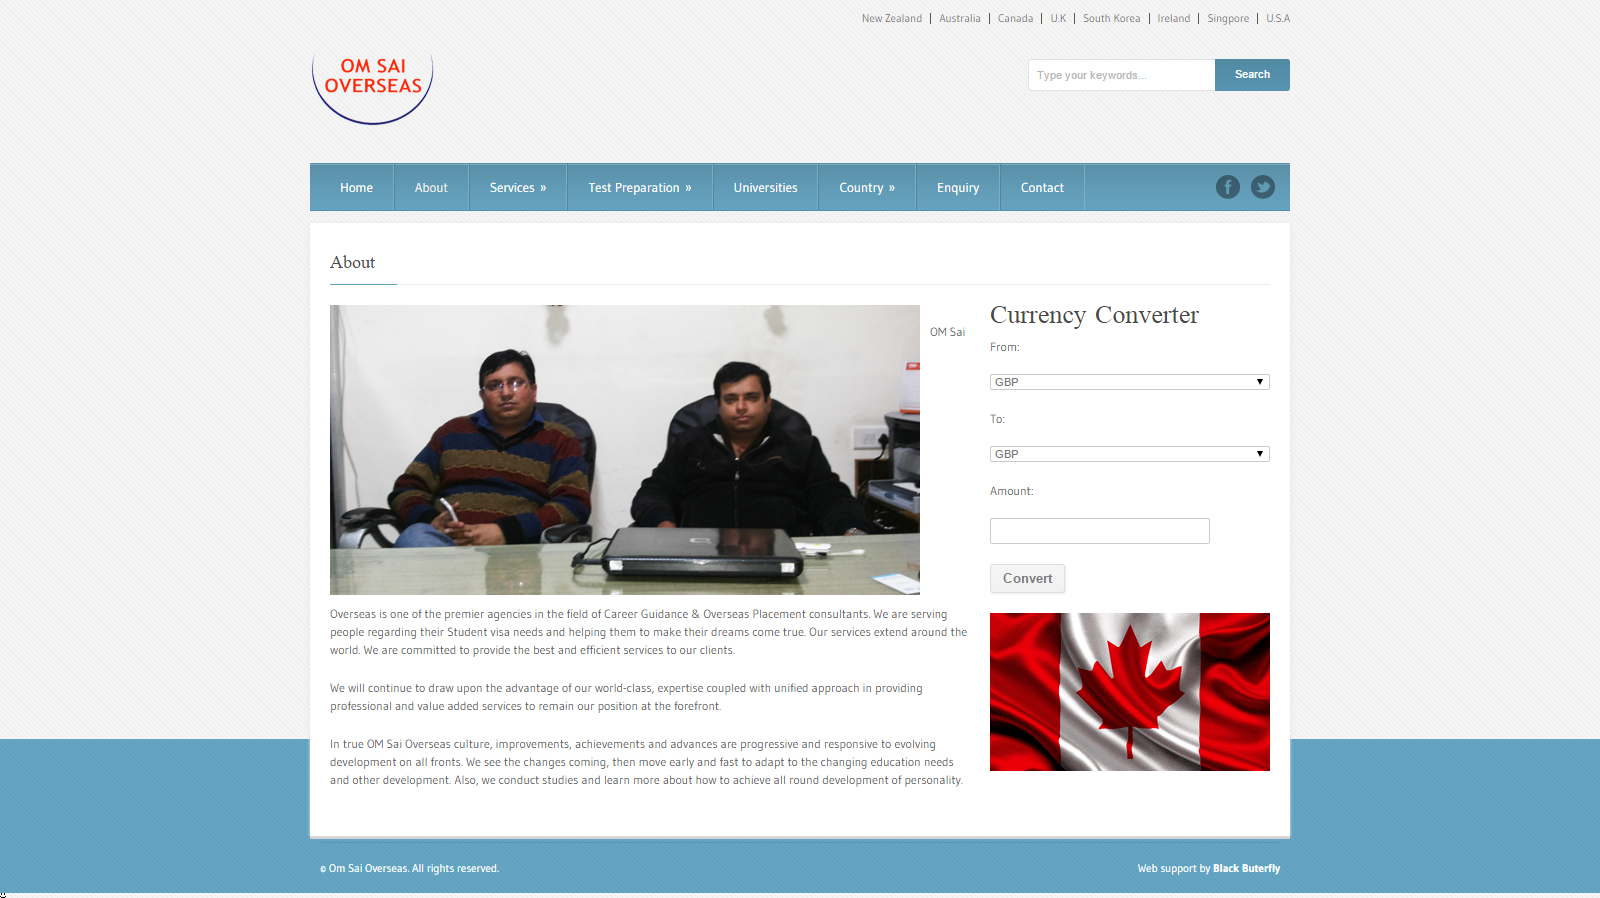 New Zealand | Australia | Canada | U.K | South Korea | Ireland | Singpore | U.S.A
OM SAI
OVERSEAS
Type your keywords...
Search
Home
About
Services »
Test Preparation »
Universities
Country »
Enquiry
Contact
About
OM Sai
Overseas is one of the premier agencies in the field of Career Guidance & Overseas Placement consultants. We are serving
people regarding their Student visa needs and helping them to make their dreams come true. Our services extend around the
world. We are committed to provide the best and efficient services to our clients.
We will continue to draw upon the advantage of our world-class, expertise coupled with unified approach in providing
professional and value added services to remain our position at the forefront.
In true OM Sai Overseas culture, improvements, achievements and advances are progressive and responsive to evolving
development on all fronts. We see the changes coming, then move early and fast to adapt to the changing education needs
and other development. Also, we conduct studies and learn more about how to achieve all round development of personality.
Currency Converter
From:
GBP
To:
GBP
Amount:
Convert
© Om Sai Overseas. All rights reserved.
Web support by Black Buterfly